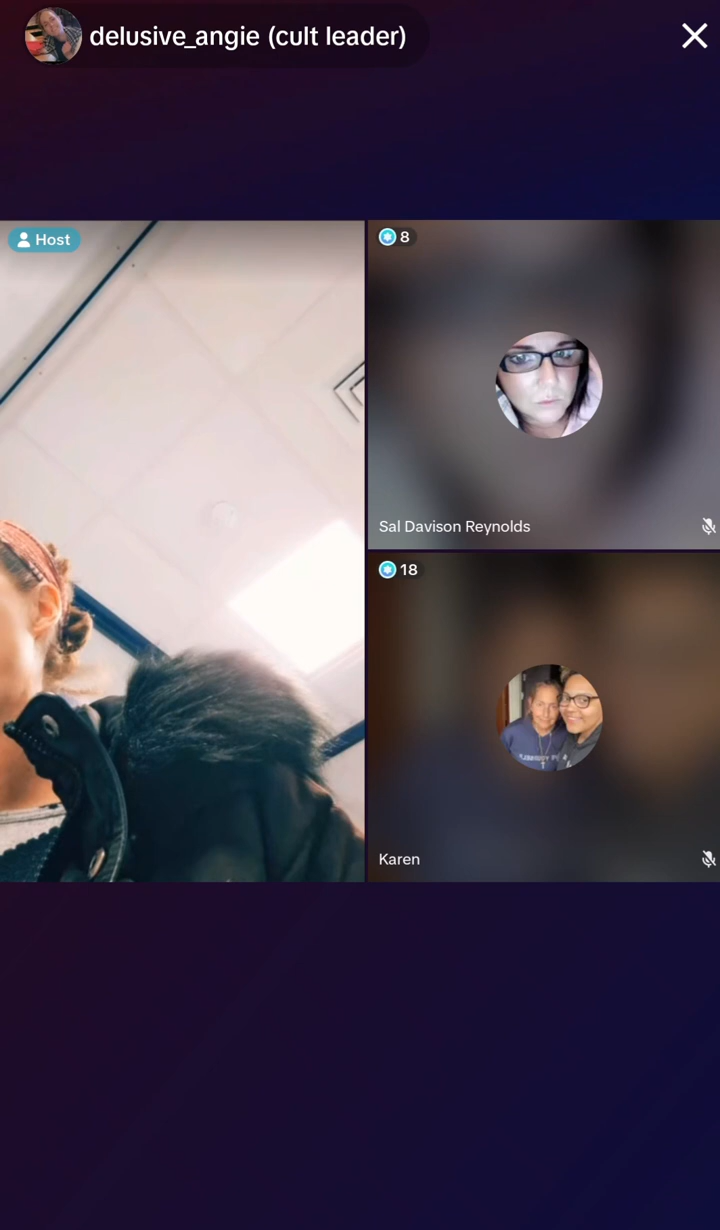 delusive_angie (cult leader)
Host
8
Sal Davison Reynolds
18
Karen